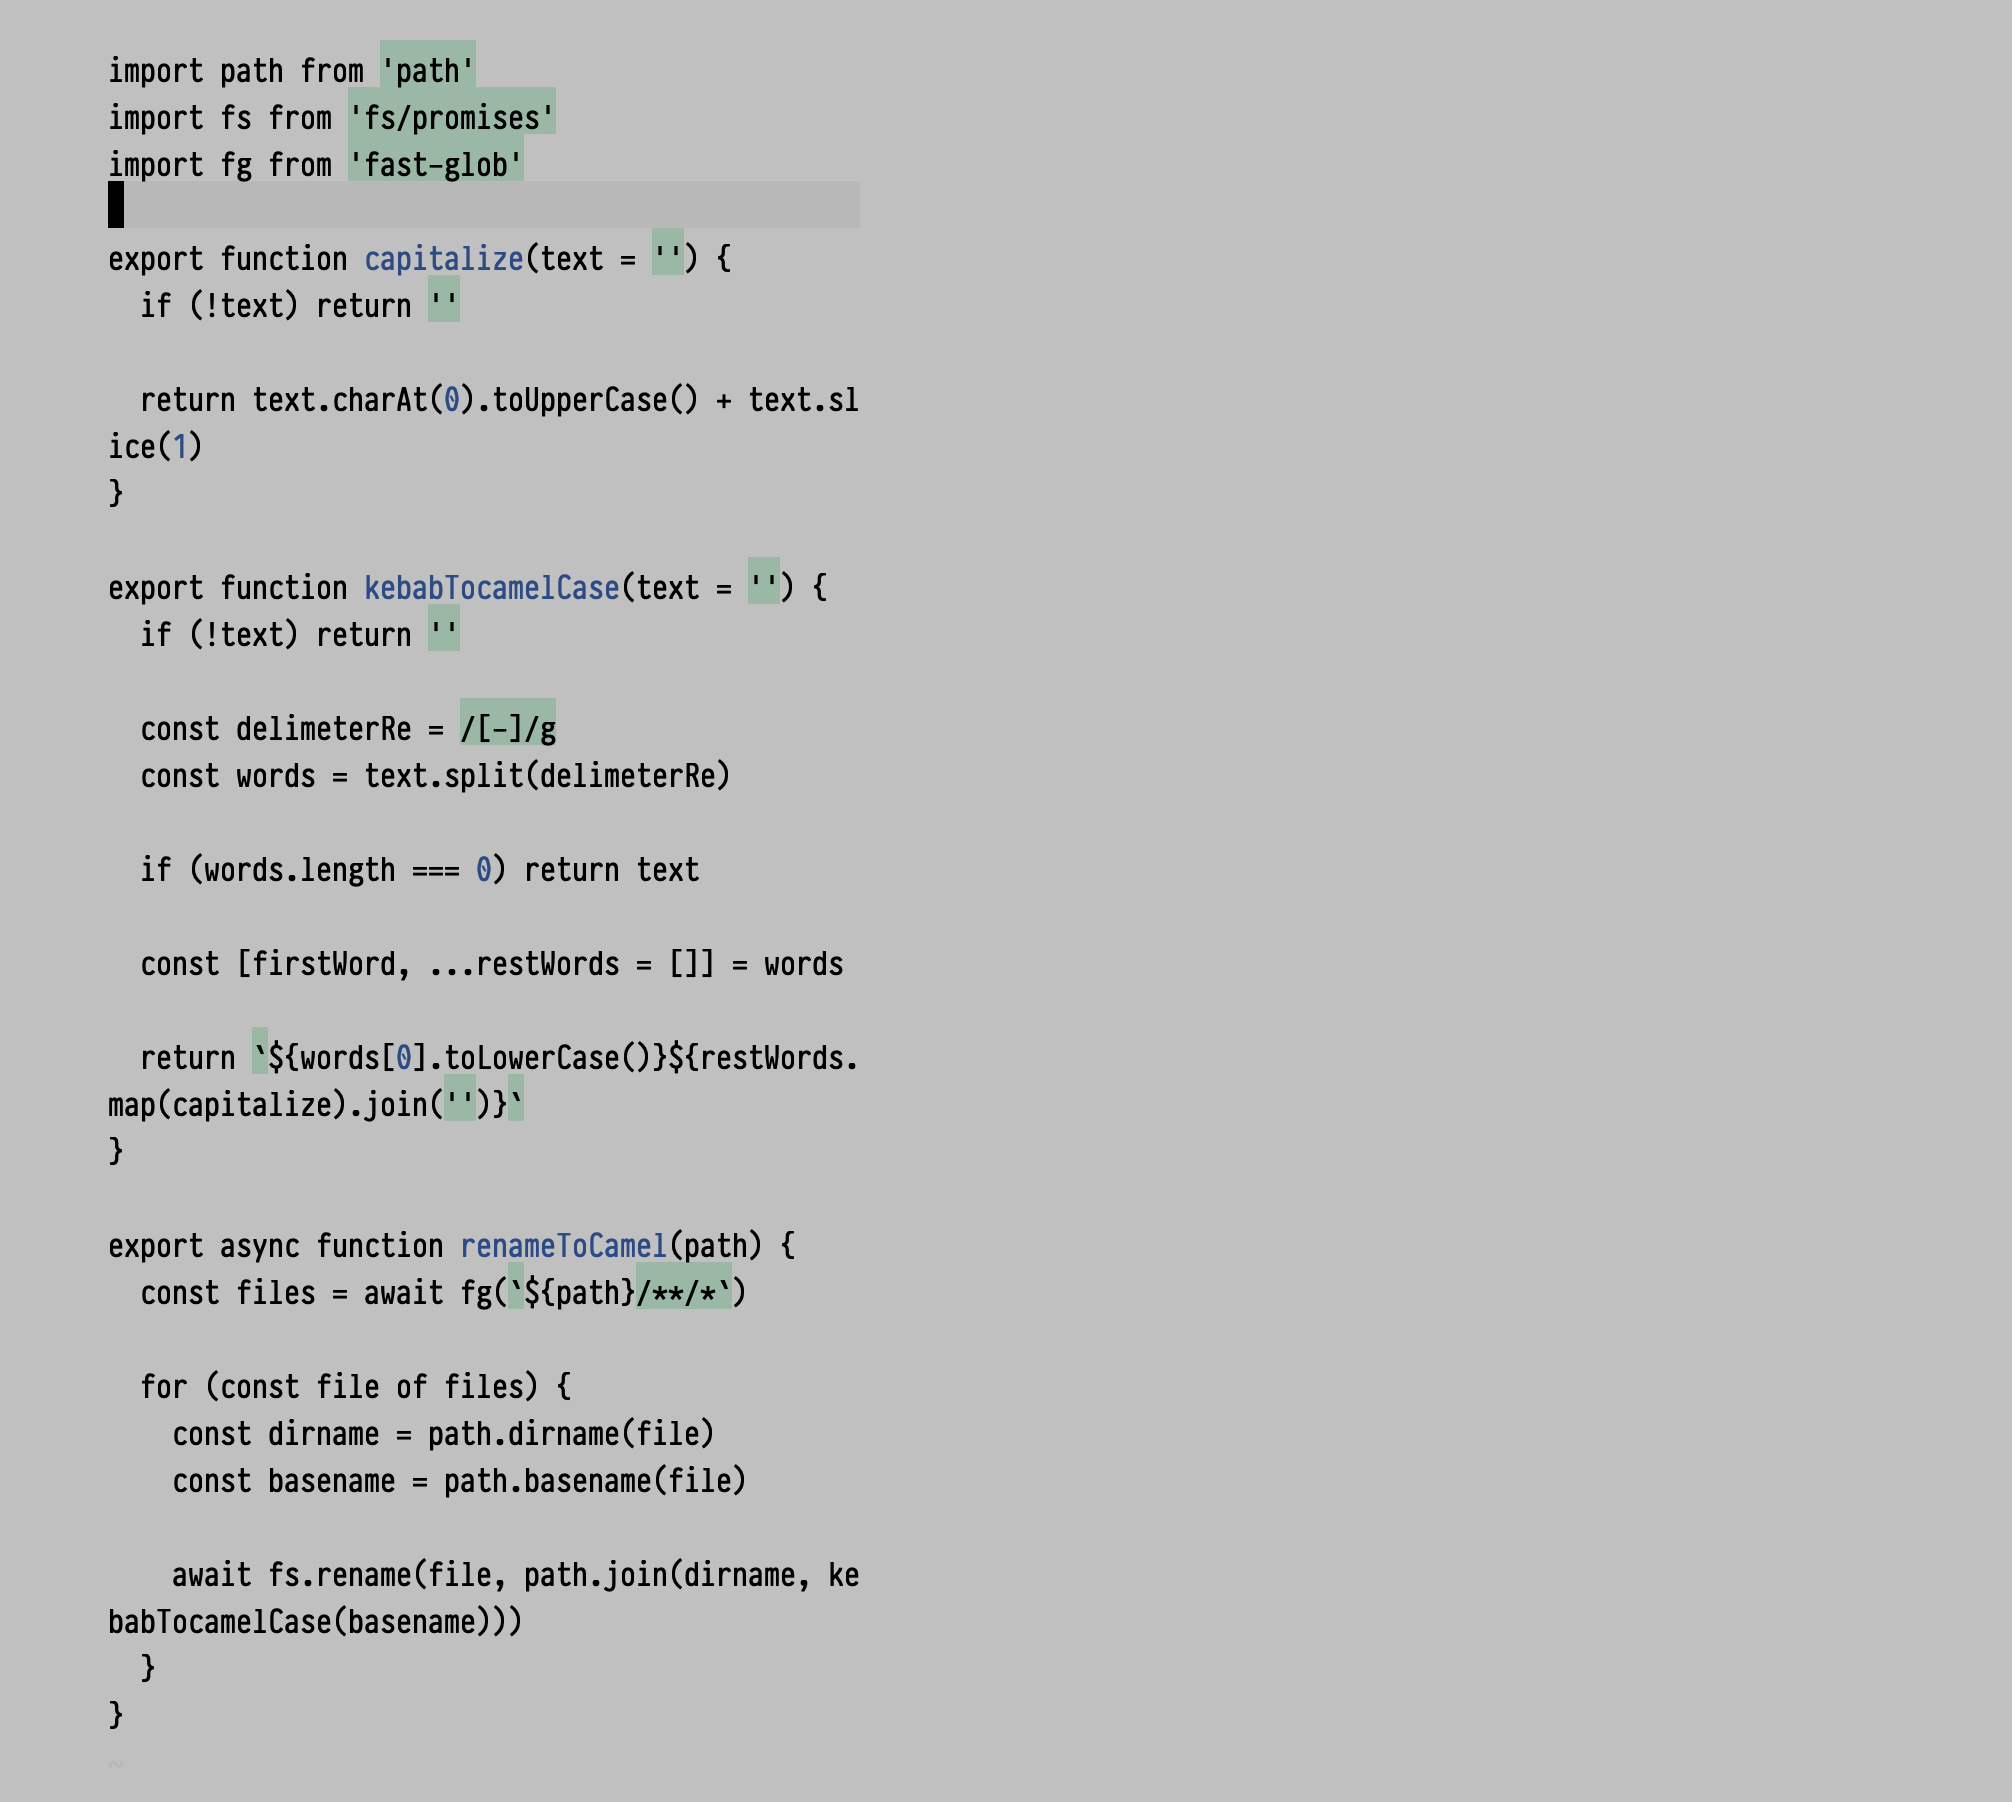 import path from 'path'
import fs from 'fs/promises'
import fg from 'fast-glob'

export function capitalize(text = '') {
  if (!text) return ''

  return text.charAt(0).toUpperCase() + text.sl
ice(1)
}

export function kebabTocamelCase(text = '') {
  if (!text) return ''

  const delimeterRe = /[-]/g
  const words = text.split(delimeterRe)

  if (words.length === 0) return text

  const [firstWord, ...restWords = []] = words

  return `${words[0].toLowerCase()}${restWords.
map(capitalize).join('')}`
}

export async function renameToCamel(path) {
  const files = await fg(`${path}/**/*`)

  for (const file of files) {
    const dirname = path.dirname(file)
    const basename = path.basename(file)

    await fs.rename(file, path.join(dirname, ke
babTocamelCase(basename)))
  }
}
~